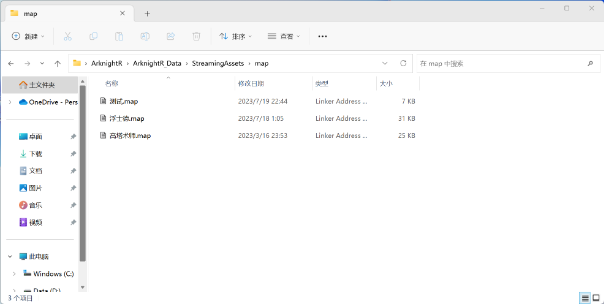 map
新建
排序
查看
ArknightR > ArknightR_Data > StreamingAssets > map
在 map 中搜索
主文件夹
OneDrive - Pers
桌面
下载
文档
图片
音乐
视频
此电脑
Windows (C:)
Data (D:)
名称 修改日期 类型 大小
测试.map 2023/7/19 22:44 Linker Address ... 7 KB
浮士德.map 2023/7/18 1:05 Linker Address ... 31 KB
高塔术师.map 2023/3/16 23:53 Linker Address ... 25 KB
3 个项目